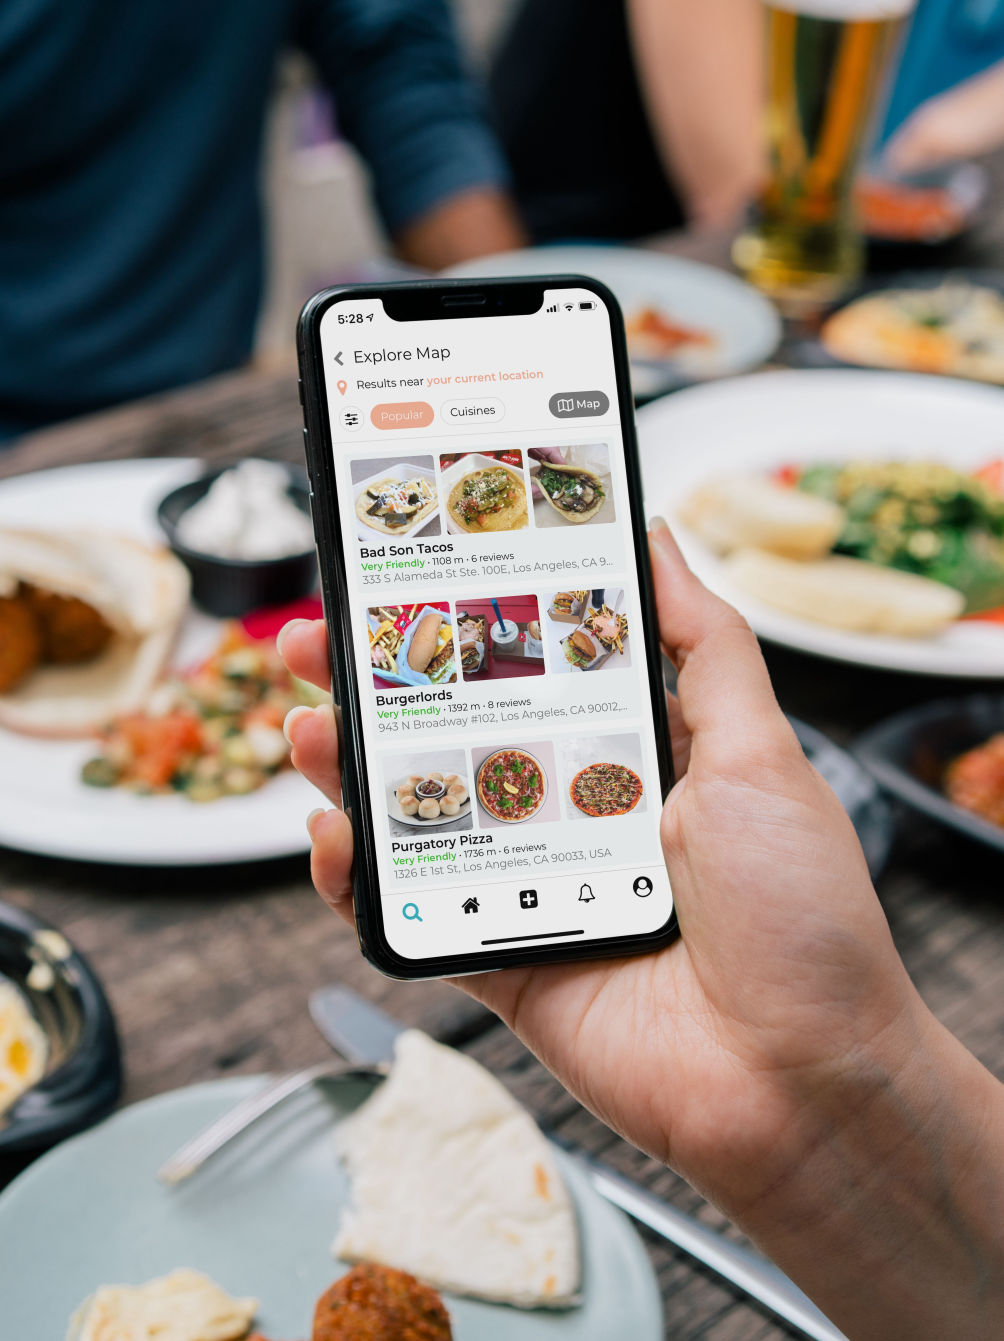 5:28
Explore Map
Results near your current location
Popular
Cuisines
Map
Bad Son Tacos
Very Friendly · 1108 m · 6 reviews
333 S Alameda St Ste. 100E, Los Angeles, CA 9...
Burgerlords
Very Friendly · 1392 m · 8 reviews
943 N Broadway #102, Los Angeles, CA 90012,...
Purgatory Pizza
Very Friendly · 1736 m · 6 reviews
1326 E 1st St, Los Angeles, CA 90033, USA